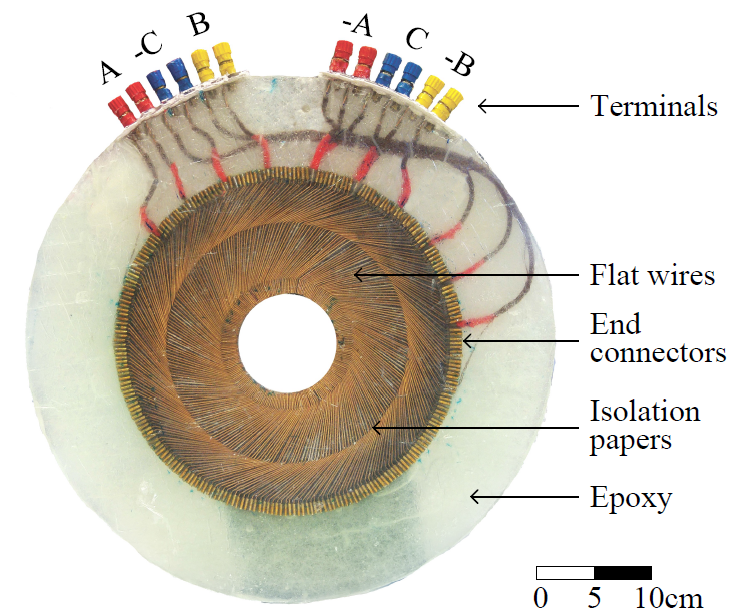 A -C B
-A C -B
Terminals
Flat wires
End
connectors
Isolation
papers
Epoxy
0 5 10cm